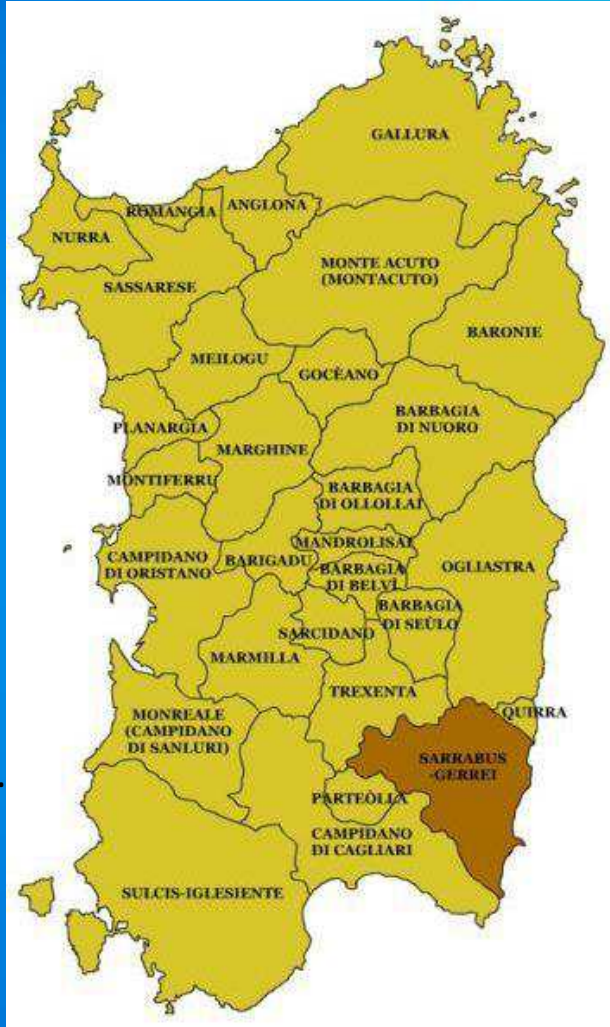 GALLURA
ANGLONA
ROMANGIA
NURRA
MONTE ACUTO
(MONTACUTO)
SASSARESE
BARONIE
MEILOGU
GOCÈANO
BARBAGIA
DI NUORO
PLANARGIA
MARGHINE
MONTIFERRU
BARBAGIA
DI OLLOLLAI
MANDROLISAI
CAMPIDANO
DI ORISTANO
BARIGADU
BARBAGIA
DI BELVÌ
OGLIASTRA
BARBAGIA
DI SEÙLO
SARCIDANO
MARMILLA
TREXENTA
MONREALE
(CAMPIDANO
DI SANLURI)
QUIRRA
SARRABUS
-GERREI
PARTEÒLLA
CAMPIDANO
DI CAGLIARI
SULCIS-IGLESIENTE